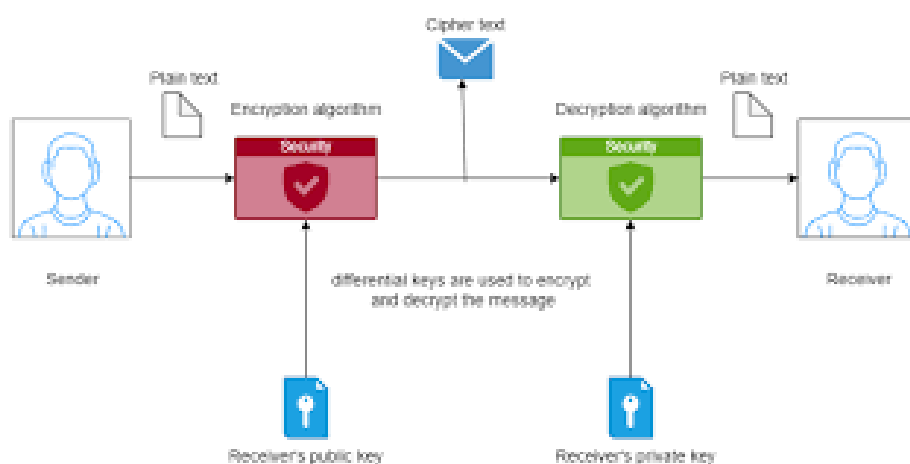 Cipher text
Plain text
Plain text
Encryption algorithm
Decryption algorithm
Security
Security
Sender
differential keys are used to encrypt
and decrypt the message
Receiver
Receiver's public key
Receiver's private key